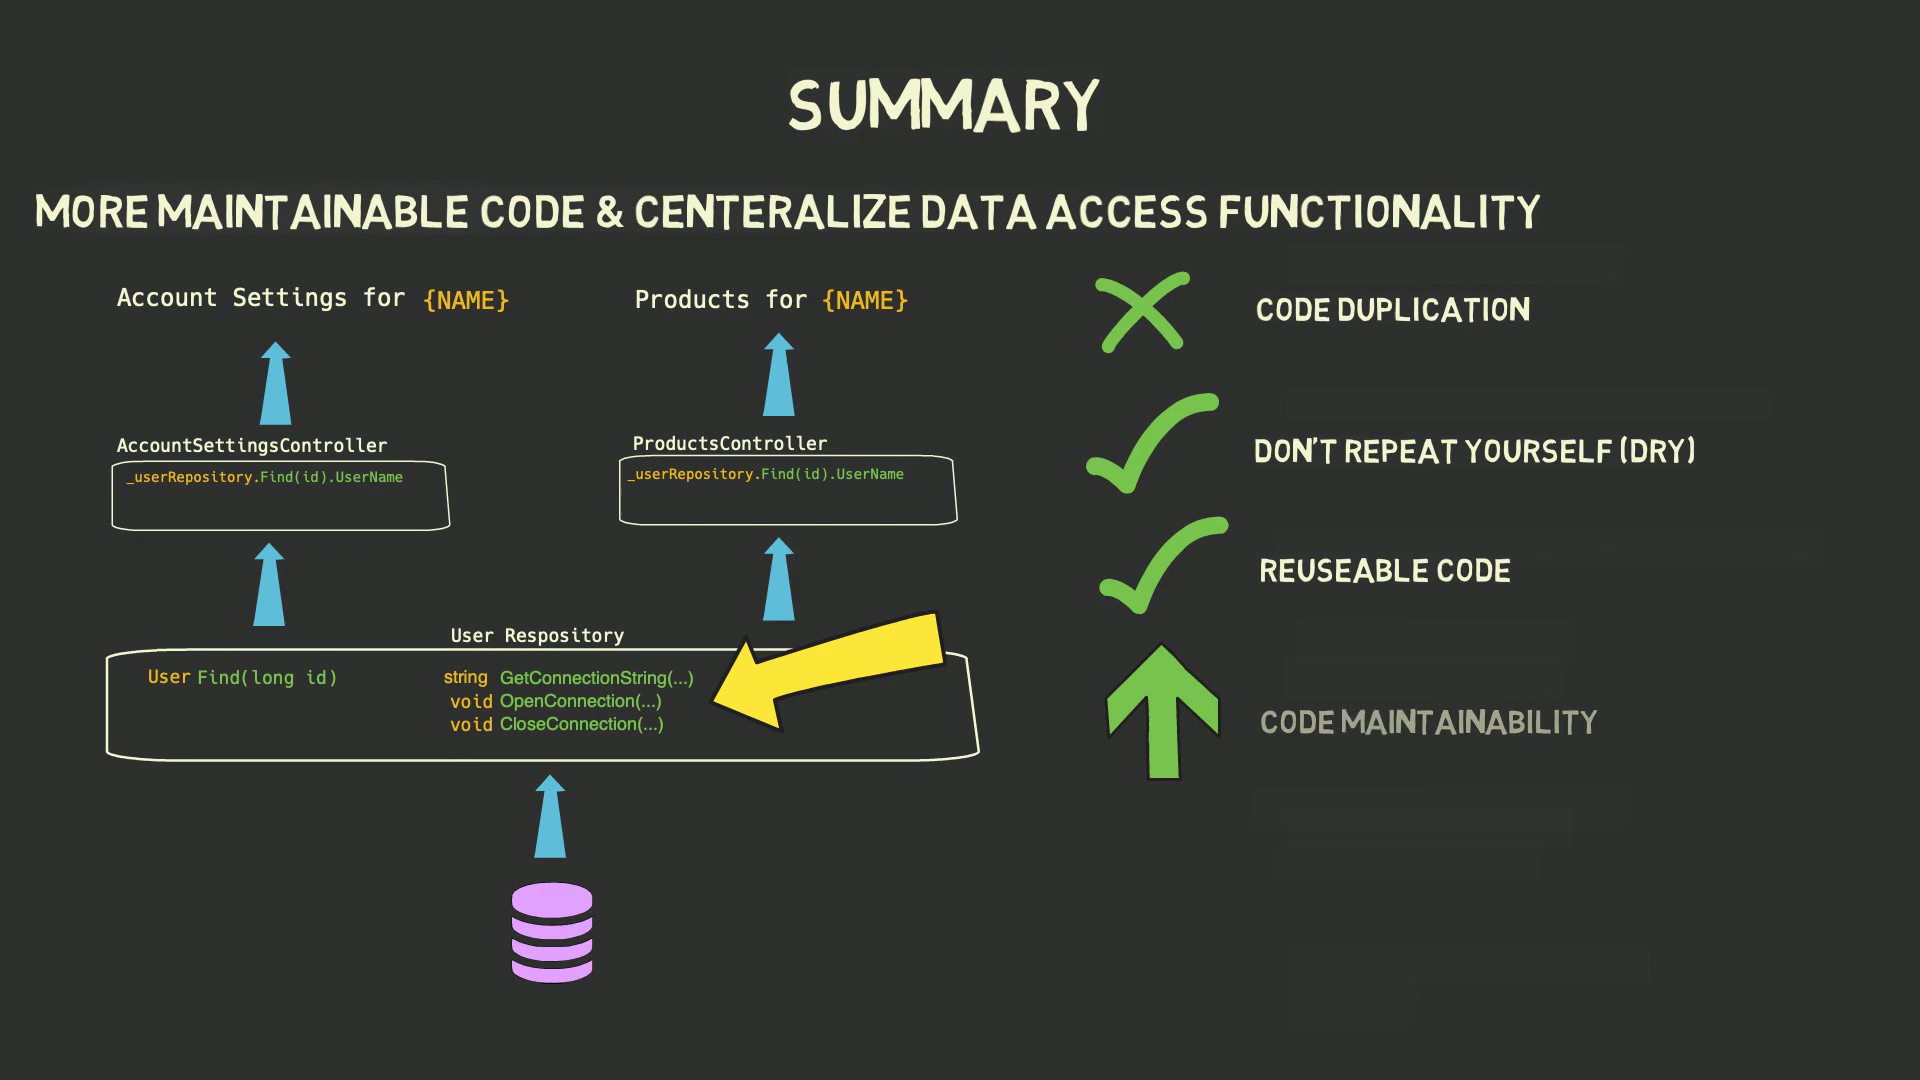 SUMMARY
MORE MAINTAINABLE CODE & CENTERALIZE DATA ACCESS FUNCTIONALITY
Account Settings for {NAME}
Products for {NAME}
AccountSettingsController
_userRepository.Find(id).UserName
ProductsController
_userRepository.Find(id).UserName
User Respository
User Find(long id)
string GetConnectionString(...)
void OpenConnection(...)
void CloseConnection(...)
CODE DUPLICATION
DON'T REPEAT YOURSELF (DRY)
REUSEABLE CODE
CODE MAINTAINABILITY